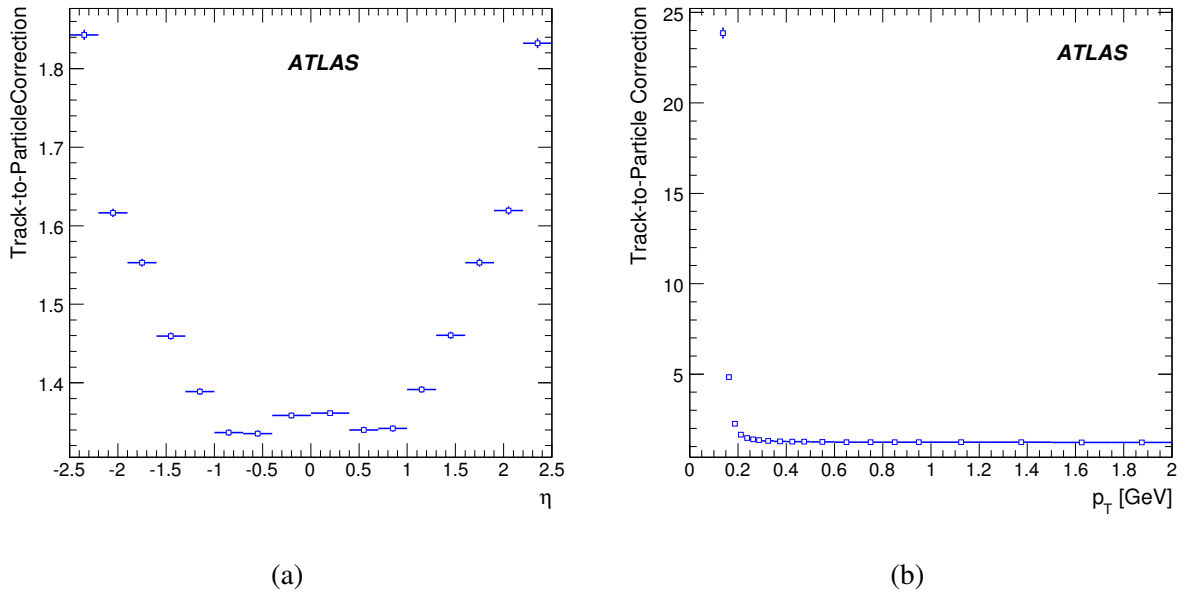 Track-to-ParticleCorrection
ATLAS
1.8
1.7
1.6
1.5
1.4
-2.5 -2 -1.5 -1 -0.5 0 0.5 1 1.5 2 2.5
η
(a)
Track-to-Particle Correction
ATLAS
25
20
15
10
5
0 0.2 0.4 0.6 0.8 1 1.2 1.4 1.6 1.8 2
p_T [GeV]
(b)